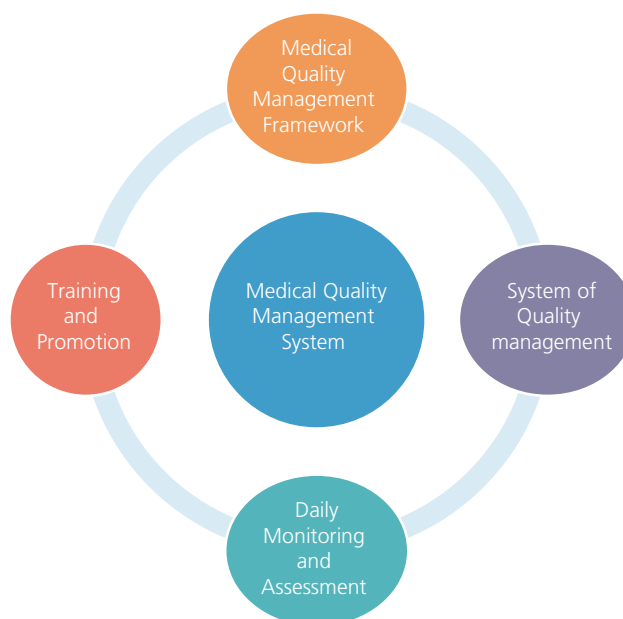 Medical
Quality
Management
Framework
Training
and
Promotion
Medical Quality
Management
System
System of
Quality
management
Daily
Monitoring
and
Assessment